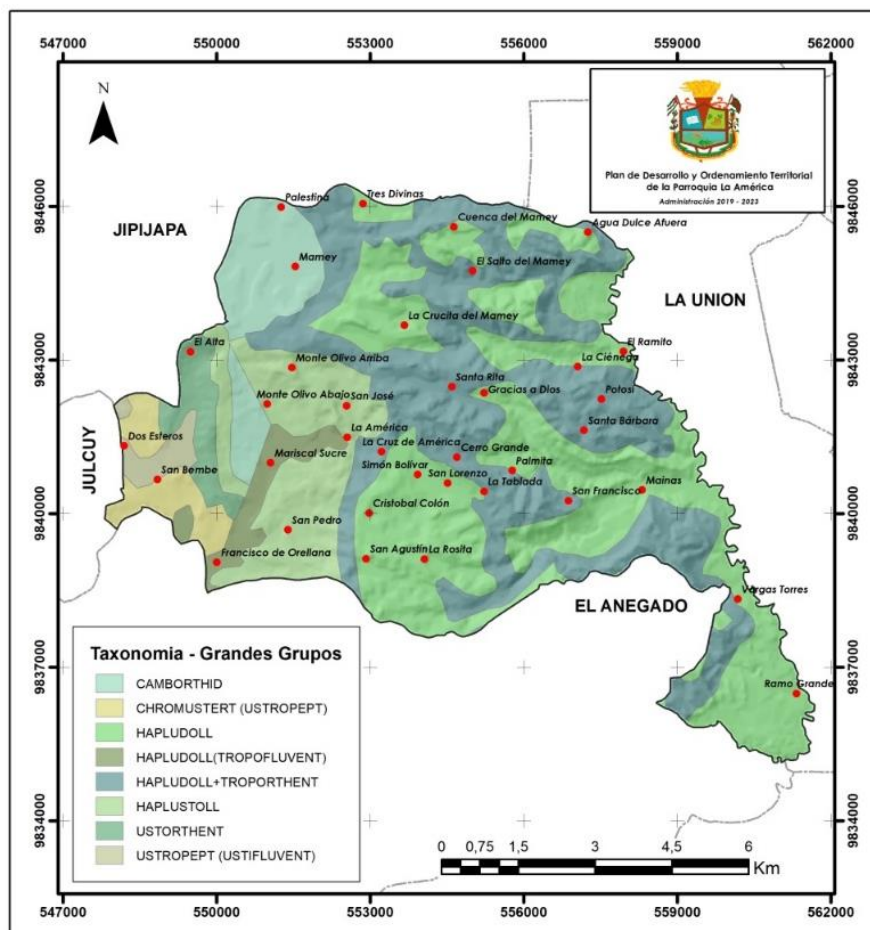 547000 550000 553000 556000 559000 562000
N
Plan de Desarrollo y Ordenamiento Territorial
de la Parroquia La América
Administración 2019 - 2023
9846000
9846000
Palestina
Tres Divinas
Cuenca del Mamey
Agua Dulce Afuera
JIPIJAPA
Mamey
El Salto del Mamey
LA UNION
La Crucita del Mamey
9843000
9843000
El Alta
El Ramito
Monte Olivo Arriba
La Ciénega
Santa Rita
Gracias a Dios
Potosí
Monte Olivo Abajo
San José
Santa Bárbara
La América
Dos Esteros
La Cruz de América
Cerro Grande
JULCUY
Mariscal Sucre
Simón Bolívar
Palmita
San Bembe
San Lorenzo
La Tablada
Mainas
San Francisco
9840000
9840000
Cristobal Colón
San Pedro
Francisco de Orellana
San Agustín
La Rosita
EL ANEGADO
Vargas Torres
Taxonomia - Grandes Grupos
CAMBORTHID
CHROMUSTERT (USTROPEPT)
HAPLUDOLL
HAPLUDOLL(TROPOFLUVENT)
HAPLUDOLL+TROPORTHENT
HAPLUSTOLL
USTORTHENT
USTROPEPT (USTIFLUVENT)
9837000
9837000
Ramo Grande
9834000
9834000
0 0,75 1,5 3 4,5 6
Km
547000 550000 553000 556000 559000 562000